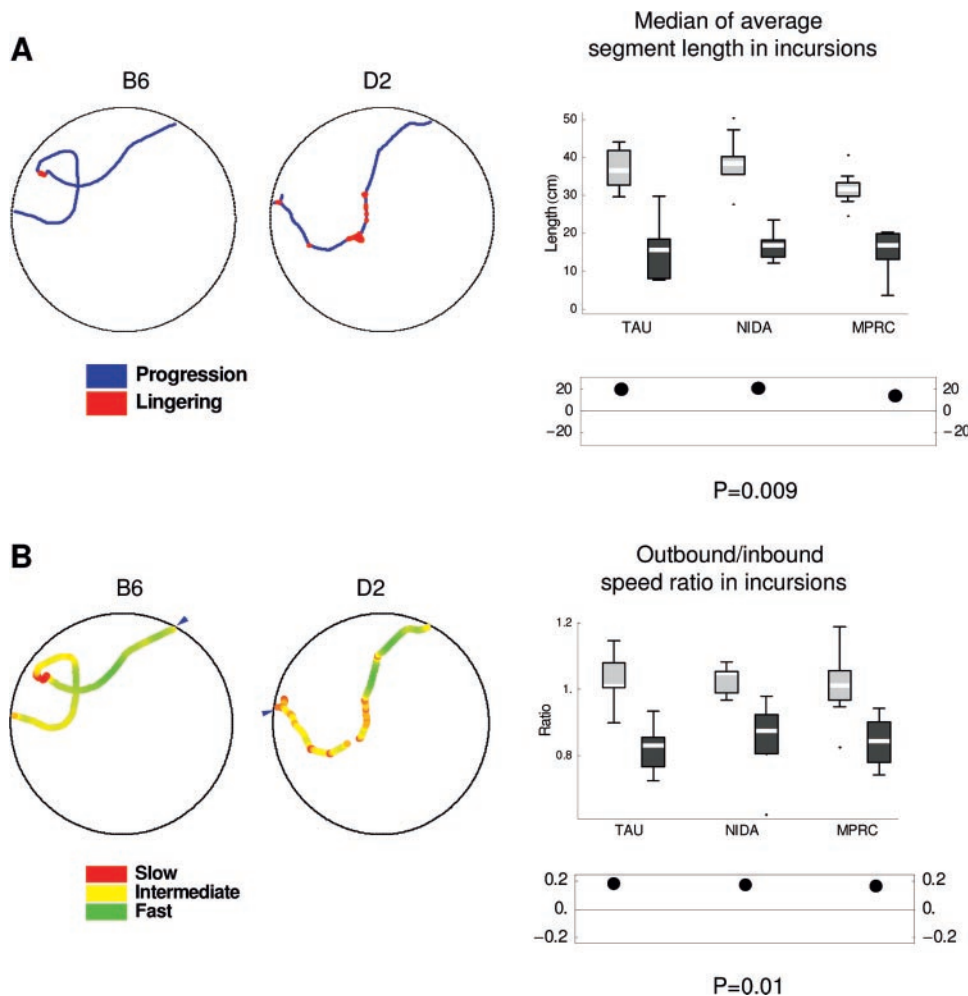 A
B6
D2
Progression
Lingering
Median of average
segment length in incursions
Length (cm)
50
40
30
20
10
0
TAU NIDA MPRC
20 20
0 0
−20 −20
P=0.009
B
B6
D2
Slow
Intermediate
Fast
Outbound/inbound
speed ratio in incursions
Ratio
1.2
1.
0.8
TAU NIDA MPRC
0.2 0.2
0. 0.
−0.2 −0.2
P=0.01